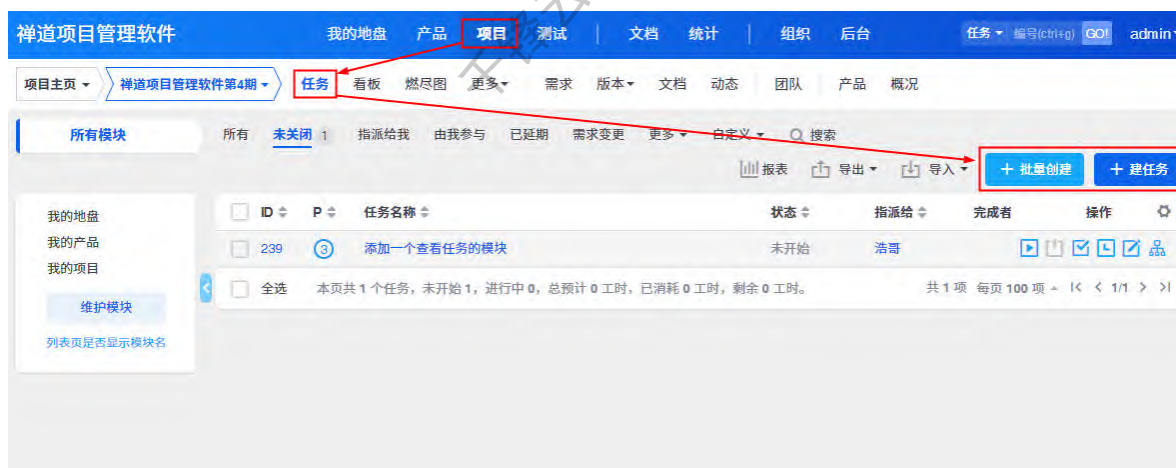 禅道项目管理软件 我的地盘 产品 项目 测试 文档 统计 组织 后台 任务 编号(ctrl+g) GO! admin
项目主页 禅道项目管理软件第4期 任务 看板 燃尽图 更多 需求 版本 文档 动态 团队 产品 概况
所有模块 所有 未关闭 1 指派给我 由我参与 已延期 需求变更 更多 自定义 搜索
报表 导出 导入 + 批量创建 + 建任务
我的地盘 ID P 任务名称 状态 指派给 完成者 操作
我的产品 239 3 添加一个查看任务的模块 未开始 浩哥
我的项目
全选 本页共 1 个任务，未开始 1，进行中 0，总预计 0 工时，已消耗 0 工时，剩余 0 工时。 共 1 项 每页 100 项 1/1
维护模块
列表页是否显示模块名